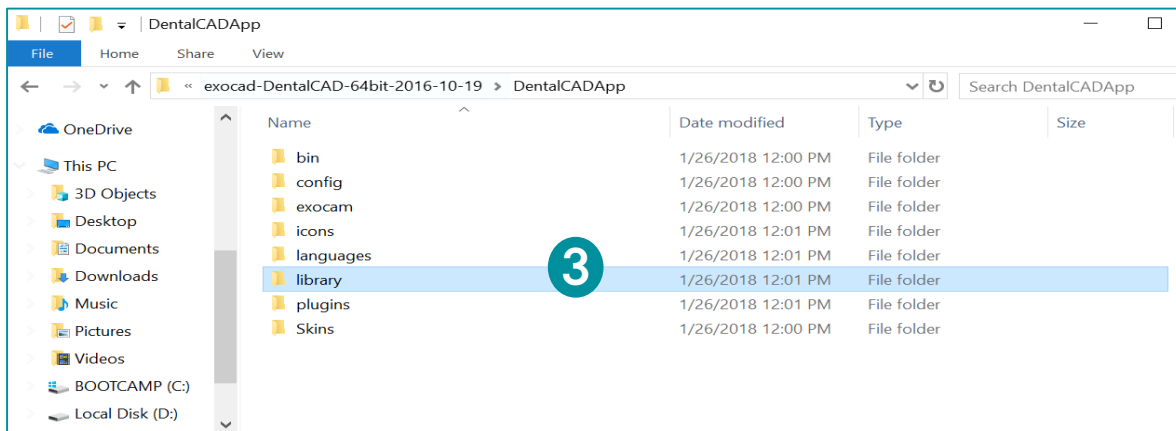 DentalCADApp
File Home Share View
« exocad-DentalCAD-64bit-2016-10-19 > DentalCADApp Search DentalCADApp
Name Date modified Type Size
OneDrive
This PC
3D Objects
Desktop
Documents
Downloads
Music
Pictures
Videos
BOOTCAMP (C:)
Local Disk (D:)
bin 1/26/2018 12:00 PM File folder
config 1/26/2018 12:00 PM File folder
exocam 1/26/2018 12:00 PM File folder
icons 1/26/2018 12:01 PM File folder
languages 1/26/2018 12:01 PM File folder
library 1/26/2018 12:01 PM File folder
plugins 1/26/2018 12:01 PM File folder
Skins 1/26/2018 12:00 PM File folder
3